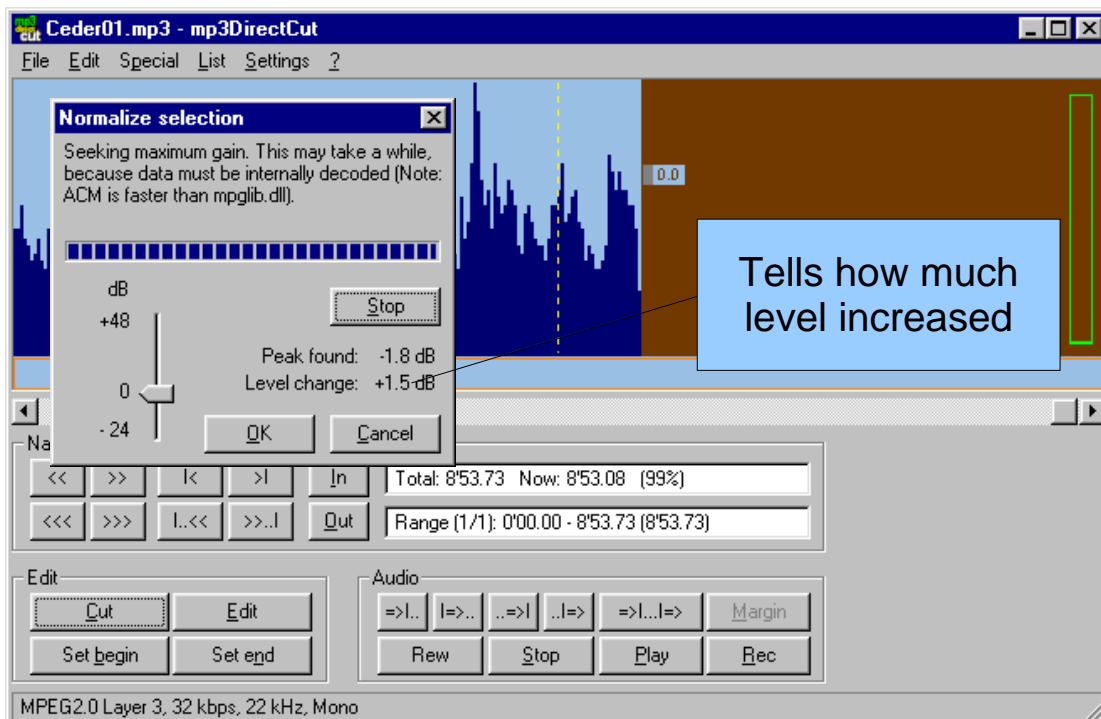 Ceder01.mp3 - mp3DirectCut
File Edit Special List Settings ?
Normalize selection
Seeking maximum gain. This may take a while,
because data must be internally decoded (Note:
ACM is faster than mpglib.dll).
dB
+48
0
- 24
Stop
Peak found: -1.8 dB
Level change: +1.5 dB
OK Cancel
0.0
Tells how much
level increased
Na
<< >> I< >I In Total: 8'53.73 Now: 8'53.08 (99%)
<<< >>> I..<< >>..I Out Range (1/1): 0'00.00 - 8'53.73 (8'53.73)
Edit
Cut Edit
Set begin Set end
Audio
=>I.. I=>.. ..=>I ..I=> =>I...I=> Margin
Rew Stop Play Rec
MPEG2.0 Layer 3, 32 kbps, 22 kHz, Mono